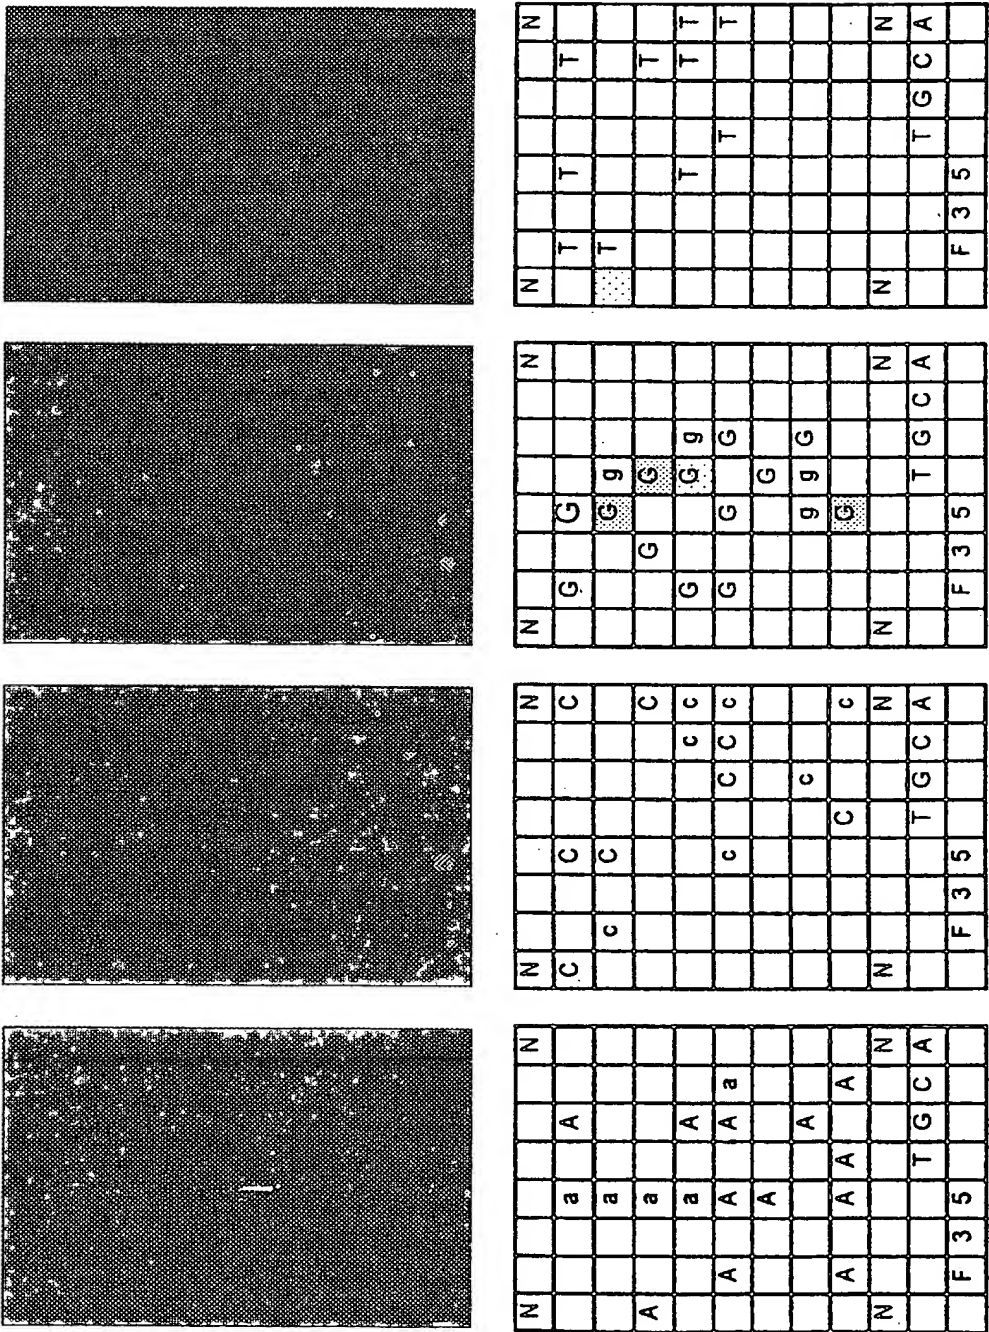 N N N N N N N N
a A C C C G G T T T
a c C G g T
A a C G G T
a A c c G G g T T T
A A A a c C C c G G G T T
A G
A c g g G
A A A A C c G
N N N N N N N N
T G C A T G C A T G C A T G C A
F 3 5 F 3 5 F 3 5 F 3 5